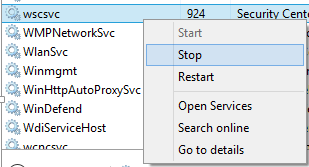 wscsvc 924 Security Cente
WMPNetworkSvc
WlanSvc
Winmgmt
WinHttpAutoProxySvc
WinDefend
WdiServiceHost
wcncsvc
Start
Stop
Restart
Open Services
Search online
Go to details